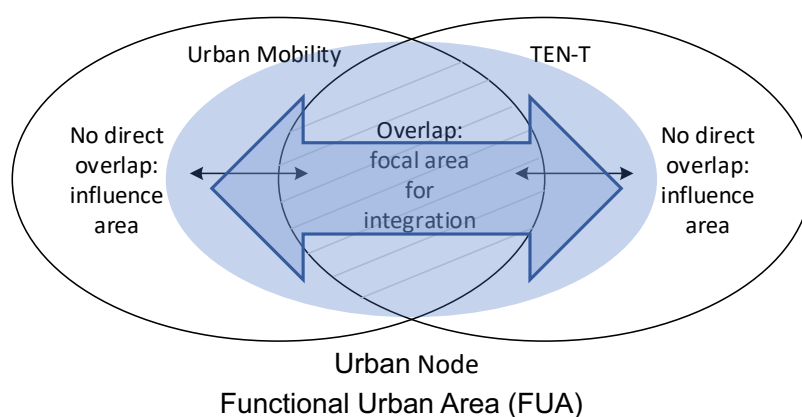 Urban Mobility
TEN-T
No direct
overlap:
influence
area
Overlap:
focal area
for
integration
No direct
overlap:
influence
area
Urban Node
Functional Urban Area (FUA)